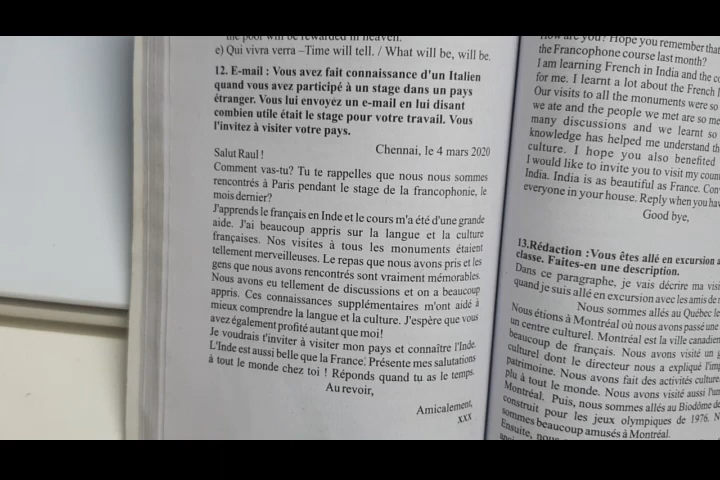 the poor will be rewarded in heaven.
e) Qui vivra verra –Time will tell. / What will be, will be.
12. E-mail : Vous avez fait connaissance d'un Italien
quand vous avez participé à un stage dans un pays
étranger. Vous lui envoyez un e-mail en lui disant
combien utile était le stage pour votre travail. Vous
l'invitez à visiter votre pays.
Chennai, le 4 mars 2020
Salut Raul !
Comment vas-tu? Tu te rappelles que nous nous sommes
rencontrés à Paris pendant le stage de la francophonie, le
mois dernier?
J'apprends le français en Inde et le cours m'a été d'une grande
aide. J'ai beaucoup appris sur la langue et la culture
françaises. Nos visites à tous les monuments étaient
tellement merveilleuses. Le repas que nous avons pris et les
gens que nous avons rencontrés sont vraiment mémorables.
Nous avons eu tellement de discussions et on a beaucoup
appris. Ces connaissances supplémentaires m'ont aidé à
mieux comprendre la langue et la culture. J'espère que vous
avez également profité autant que moi!
Je voudrais t'inviter à visiter mon pays et connaître l'Inde.
L'Inde est aussi belle que la France. Présente mes salutations
à tout le monde chez toi ! Réponds quand tu as le temps.
Au revoir,
Amicalement,
xxx
How are you? Hope you remember that
the Francophone course last month?
I am learning French in India and the
for me. I learnt a lot about the French
Our visits to all the monuments were so
we ate and the people we met are so
many discussions and we learnt so
knowledge has helped me understand
culture. I hope you also benefited
I would like to invite you to visit my
India. India is as beautiful as France.
everyone in your house. Reply when you
Good bye,
13.Rédaction :Vous êtes allé en excursion
classe. Faites-en une description.
Dans ce paragraphe, je vais décrire ma
quand je suis allé en excursion avec les amis de
Nous sommes allés au Québec
Nous étions à Montréal où nous avons passé une
un centre culturel. Montréal est la ville
beaucoup de français. Nous avons visité un
culturel dont le directeur nous a expliqué
patrimoine. Nous avons fait des activités
plu à tout le monde. Nous avons visité aussi
Montréal. Puis, nous sommes allés au Biodôme
construit pour les jeux olympiques de 1976.
sommes beaucoup amusés à Montréal.
Ensuite,